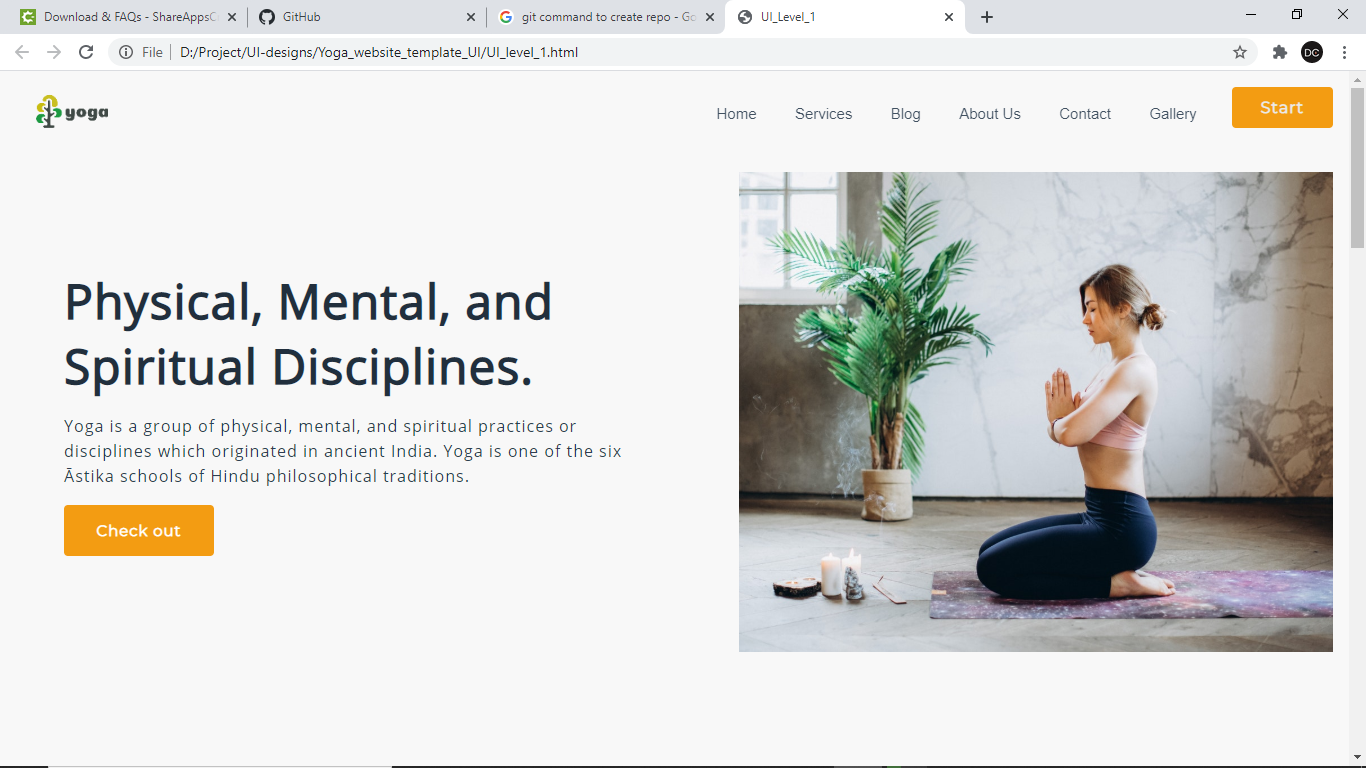 Download & FAQs - ShareAppsC
GitHub
git command to create repo - Go
UI_Level_1
File
D:/Project/UI-designs/Yoga_website_template_UI/UI_level_1.html
DC
yoga
Home
Services
Blog
About Us
Contact
Gallery
Start
Physical, Mental, and
Spiritual Disciplines.
Yoga is a group of physical, mental, and spiritual practices or
disciplines which originated in ancient India. Yoga is one of the six
Āstika schools of Hindu philosophical traditions.
Check out